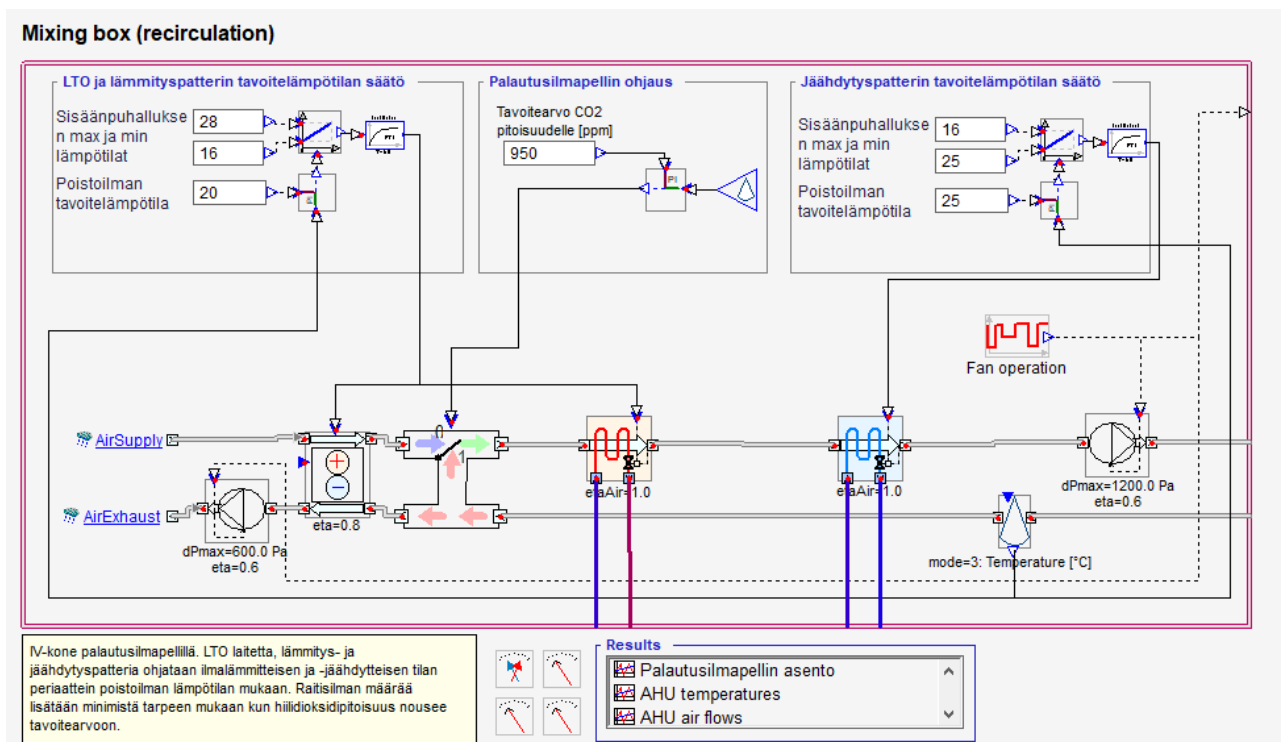 Mixing box (recirculation)
LTO ja lämmityspatterin tavoitelämpötilan säätö
Sisäänpuhallukse
n max ja min
lämpötilat
28
16
Poistoilman
tavoitelämpötila
20
Palautusilmapellin ohjaus
Tavoitearvo CO2
pitoisuudelle [ppm]
950
PI
Jäähdytyspatterin tavoitelämpötilan säätö
Sisäänpuhallukse
n max ja min
lämpötilat
16
25
Poistoilman
tavoitelämpötila
25
Fan operation
AirSupply
0
1
etaAir=1.0
etaAir=1.0
dPmax=1200.0 Pa
eta=0.6
AirExhaust
eta=0.8
dPmax=600.0 Pa
eta=0.6
mode=3: Temperature [°C]
IV-kone palautusilmapellillä. LTO laitetta, lämmitys- ja
jäähdytyspatteria ohjataan ilmalämmitteisen ja -jäähdytteisen tilan
periaattein poistoilman lämpötilan mukaan. Raitisilman määrää
lisätään minimistä tarpeen mukaan kun hiilidioksidipitoisuus nousee
tavoitearvoon.
Results
Palautusilmapellin asento
AHU temperatures
AHU air flows